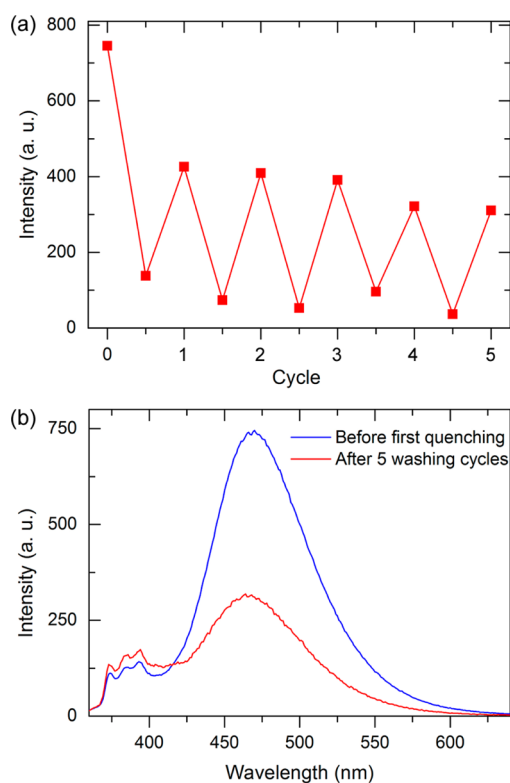 (a)
800
600
400
200
0
Intensity (a. u.)
0 1 2 3 4 5
Cycle
(b)
750
500
250
0
Intensity (a. u.)
Before first quenching
After 5 washing cycles
400 450 500 550 600
Wavelength (nm)